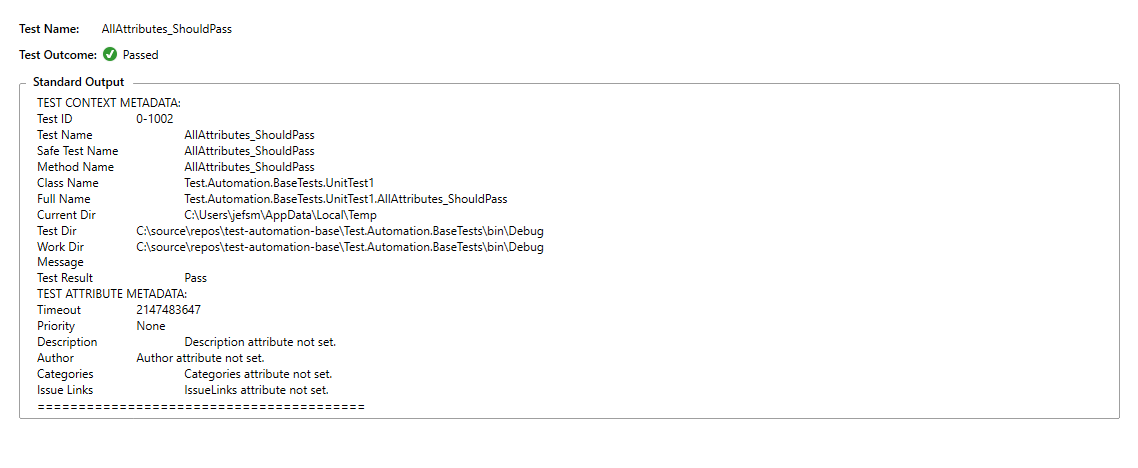 Test Name: AllAttributes_ShouldPass
Test Outcome: Passed
Standard Output
TEST CONTEXT METADATA:
Test ID 0-1002
Test Name AllAttributes_ShouldPass
Safe Test Name AllAttributes_ShouldPass
Method Name AllAttributes_ShouldPass
Class Name Test.Automation.BaseTests.UnitTest1
Full Name Test.Automation.BaseTests.UnitTest1.AllAttributes_ShouldPass
Current Dir C:\Users\jefsm\AppData\Local\Temp
Test Dir C:\source\repos\test-automation-base\Test.Automation.BaseTests\bin\Debug
Work Dir C:\source\repos\test-automation-base\Test.Automation.BaseTests\bin\Debug
Message
Test Result Pass
TEST ATTRIBUTE METADATA:
Timeout 2147483647
Priority None
Description Description attribute not set.
Author Author attribute not set.
Categories Categories attribute not set.
Issue Links IssueLinks attribute not set.
========================================